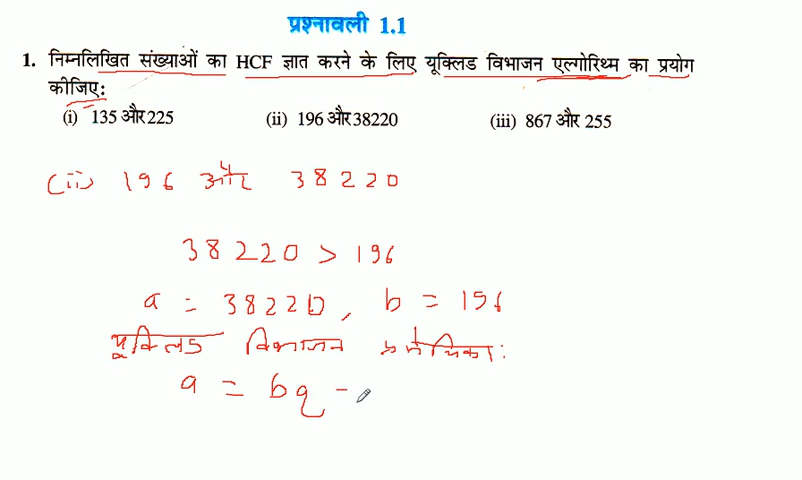 प्रश्नावली 1.1
1. निम्नलिखित संख्याओं का HCF ज्ञात करने के लिए यूक्लिड विभाजन एल्गोरिथ्म का प्रयोग
कीजिए:
(i) 135 और 225 (ii) 196 और 38220 (iii) 867 और 255
(ii) 196 और 38220
38220 > 196
a = 38220, b = 196
यूक्लिड विभाजन प्रमेयिका:
a = bq -